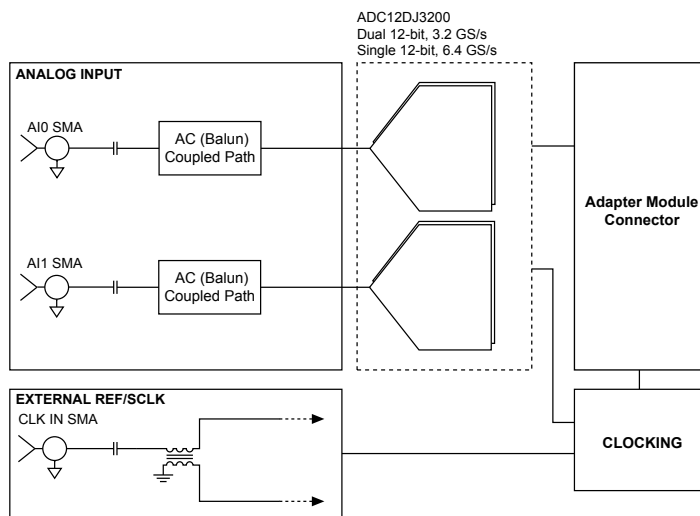 ADC12DJ3200
Dual 12-bit, 3.2 GS/s
Single 12-bit, 6.4 GS/s
ANALOG INPUT
AI0 SMA
AC (Balun)
Coupled Path
Adapter Module
Connector
AI1 SMA
AC (Balun)
Coupled Path
EXTERNAL REF/SCLK
CLK IN SMA
CLOCKING